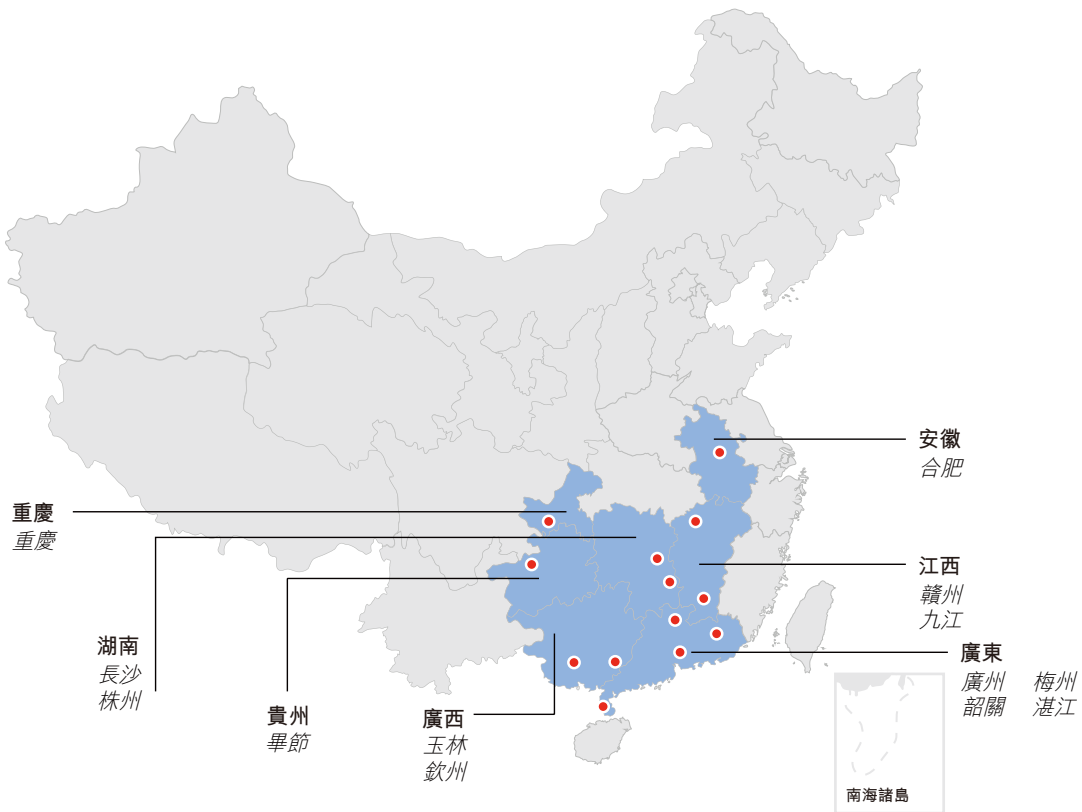 安徽
合肥
重慶
重慶
江西
贛州
九江
湖南
長沙
株州
廣東
廣州 梅州
韶關 湛江
貴州
畢節
廣西
玉林
欽州
南海諸島